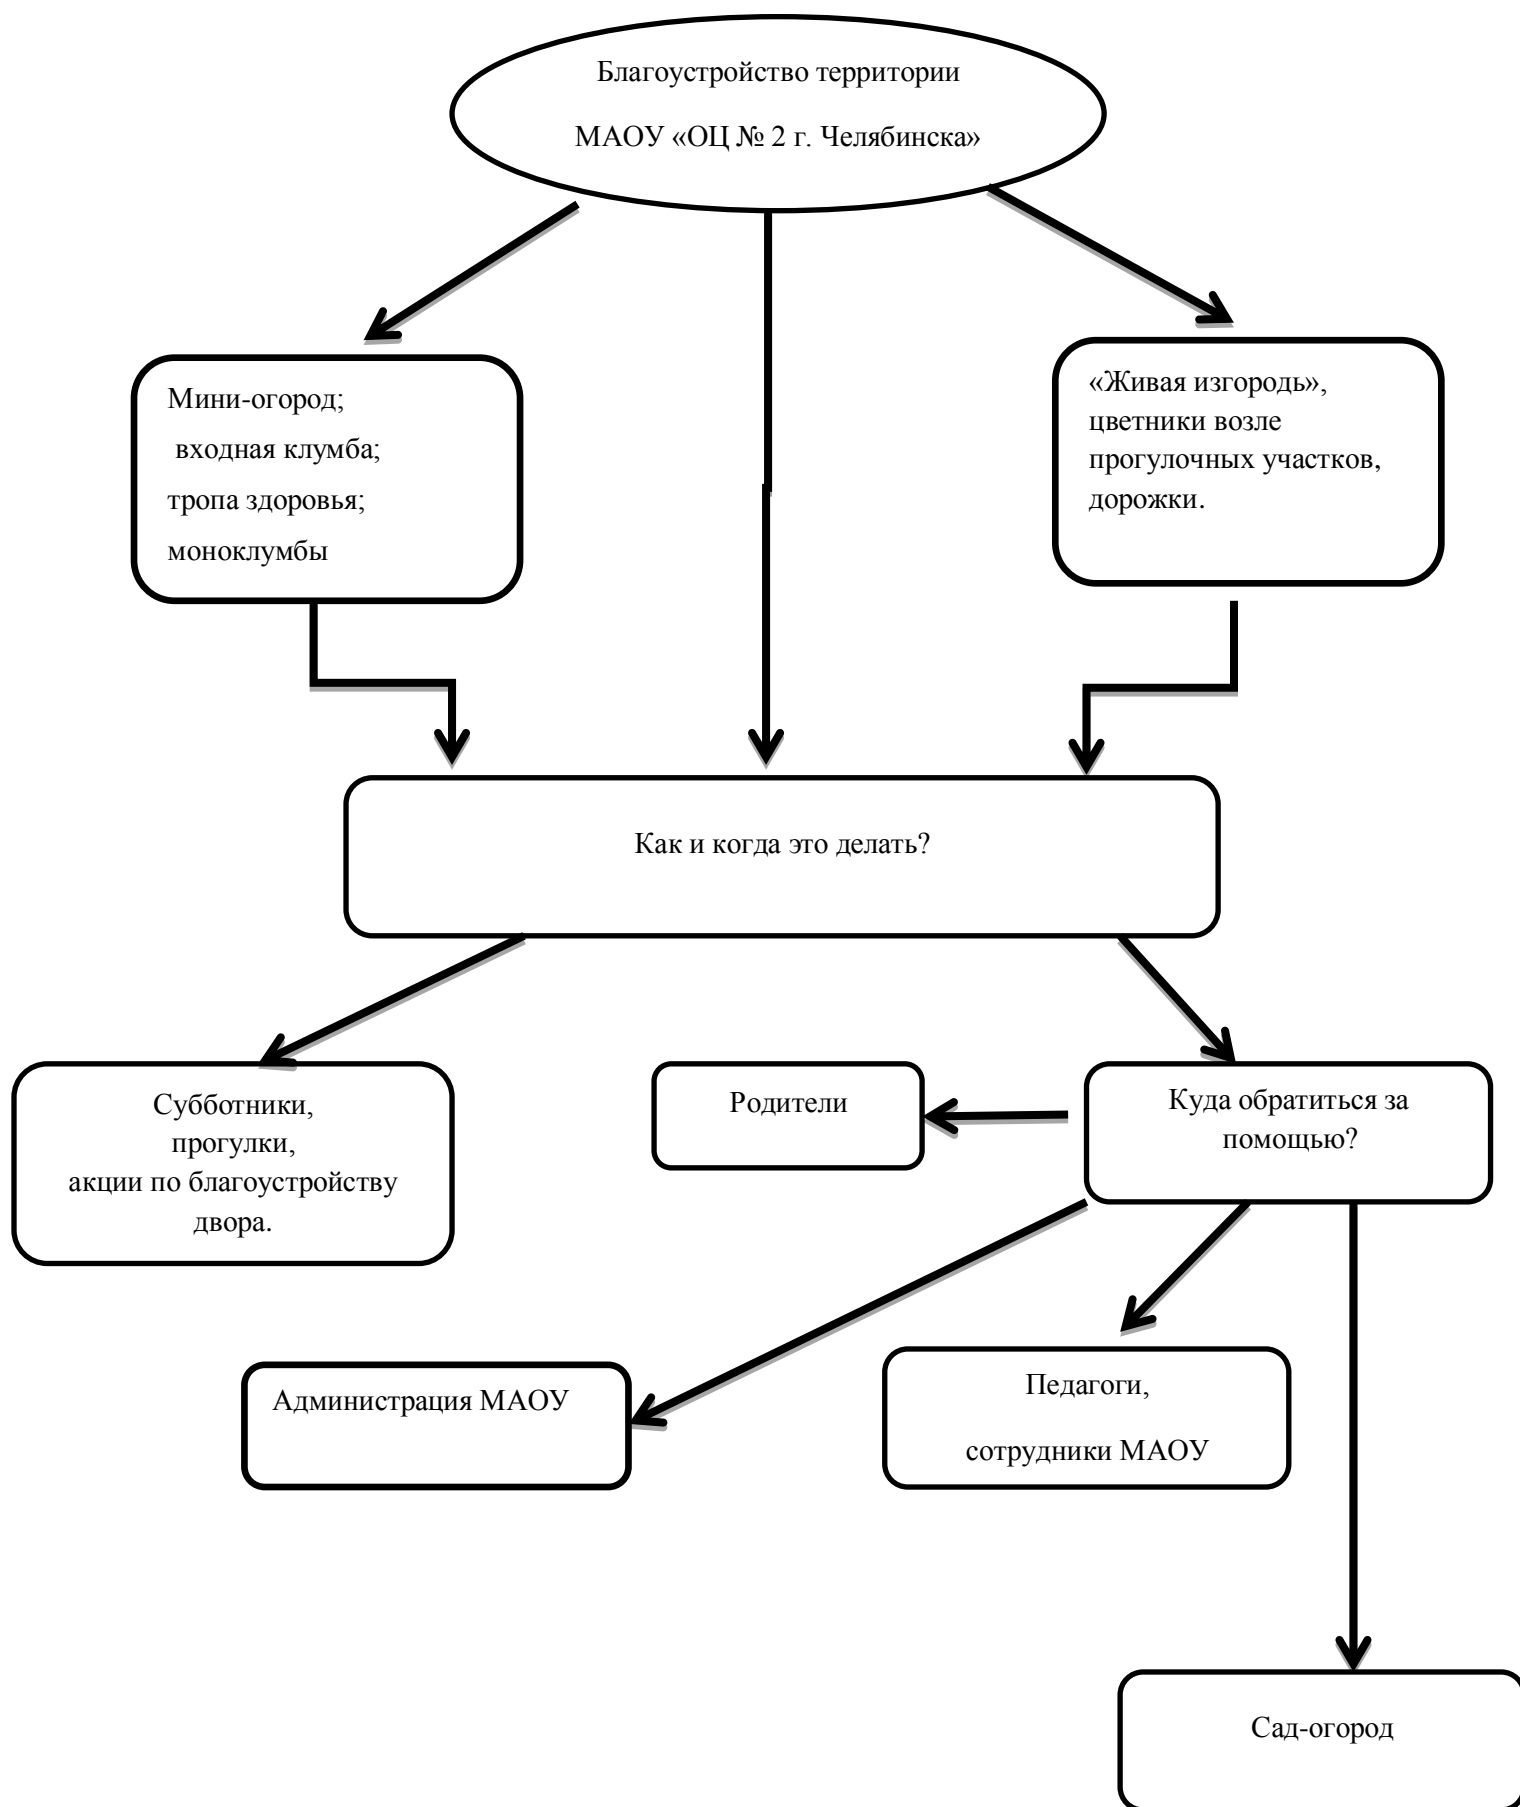 Благоустройство территории
МАОУ «ОЦ № 2 г. Челябинска»
Мини-огород;
входная клумба;
тропа здоровья;
моноклумбы
«Живая изгородь»,
цветники возле
прогулочных участков,
дорожки.
Как и когда это делать?
Субботники,
прогулки,
акции по благоустройству
двора.
Родители
Куда обратиться за
помощью?
Администрация МАОУ
Педагоги,
сотрудники МАОУ
Сад-огород